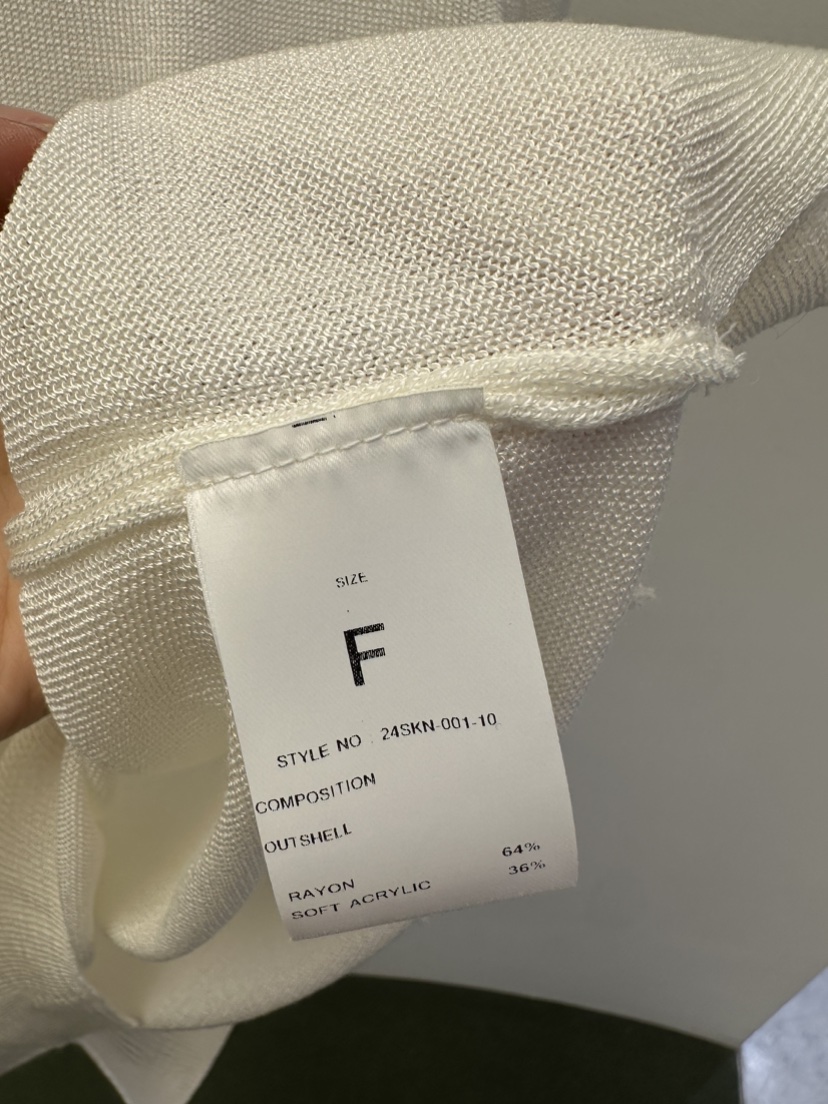 SIZE
F
STYLE NO 24SKN-001-10
COMPOSITION
OUTSHELL
RAYON 64%
SOFT ACRYLIC 36%